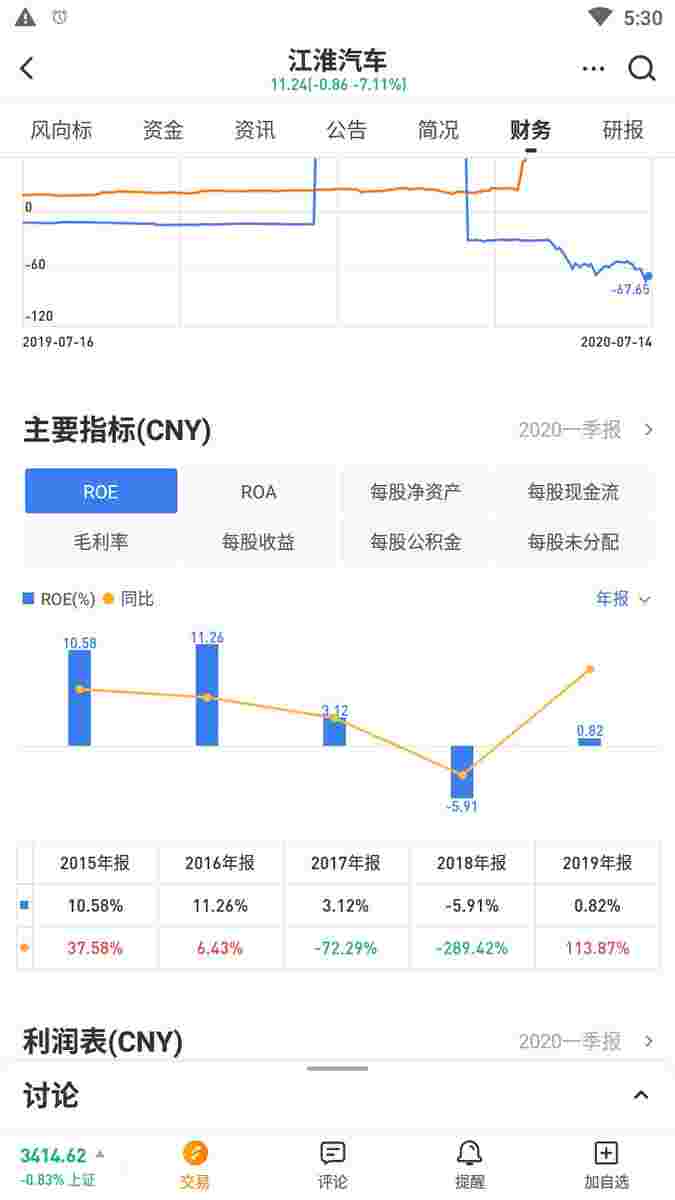 5:30
江淮汽车
11.24(-0.86 -7.11%)
风向标 资金 资讯 公告 简况 财务 研报
0
-60
-67.65
-120
2019-07-16 2020-07-14
主要指标(CNY) 2020一季报
ROE ROA 每股净资产 每股现金流
毛利率 每股收益 每股公积金 每股未分配
ROE(%) 同比 年报
10.58 11.26 3.12 -5.91 0.82
2015年报 2016年报 2017年报 2018年报 2019年报
10.58% 11.26% 3.12% -5.91% 0.82%
37.58% 6.43% -72.29% -289.42% 113.87%
利润表(CNY) 2020一季报
讨论
3414.62
-0.83% 上证
交易 评论 提醒 加自选